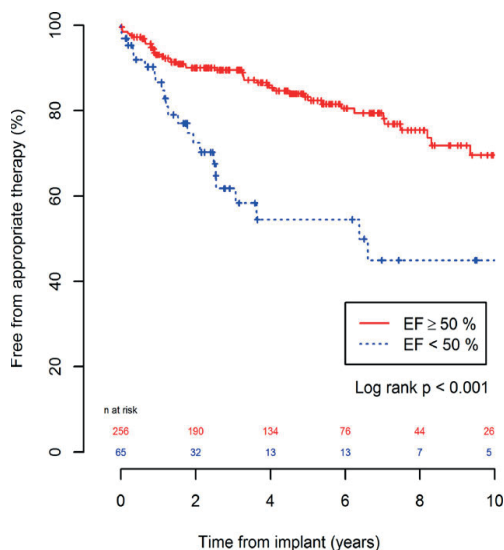 Free from appropriate therapy (%)
100
80
60
40
20
0
EF ≥ 50 %
EF < 50 %
Log rank p < 0.001
n at risk
256 190 134 76 44 26
65 32 13 13 7 5
0 2 4 6 8 10
Time from implant (years)